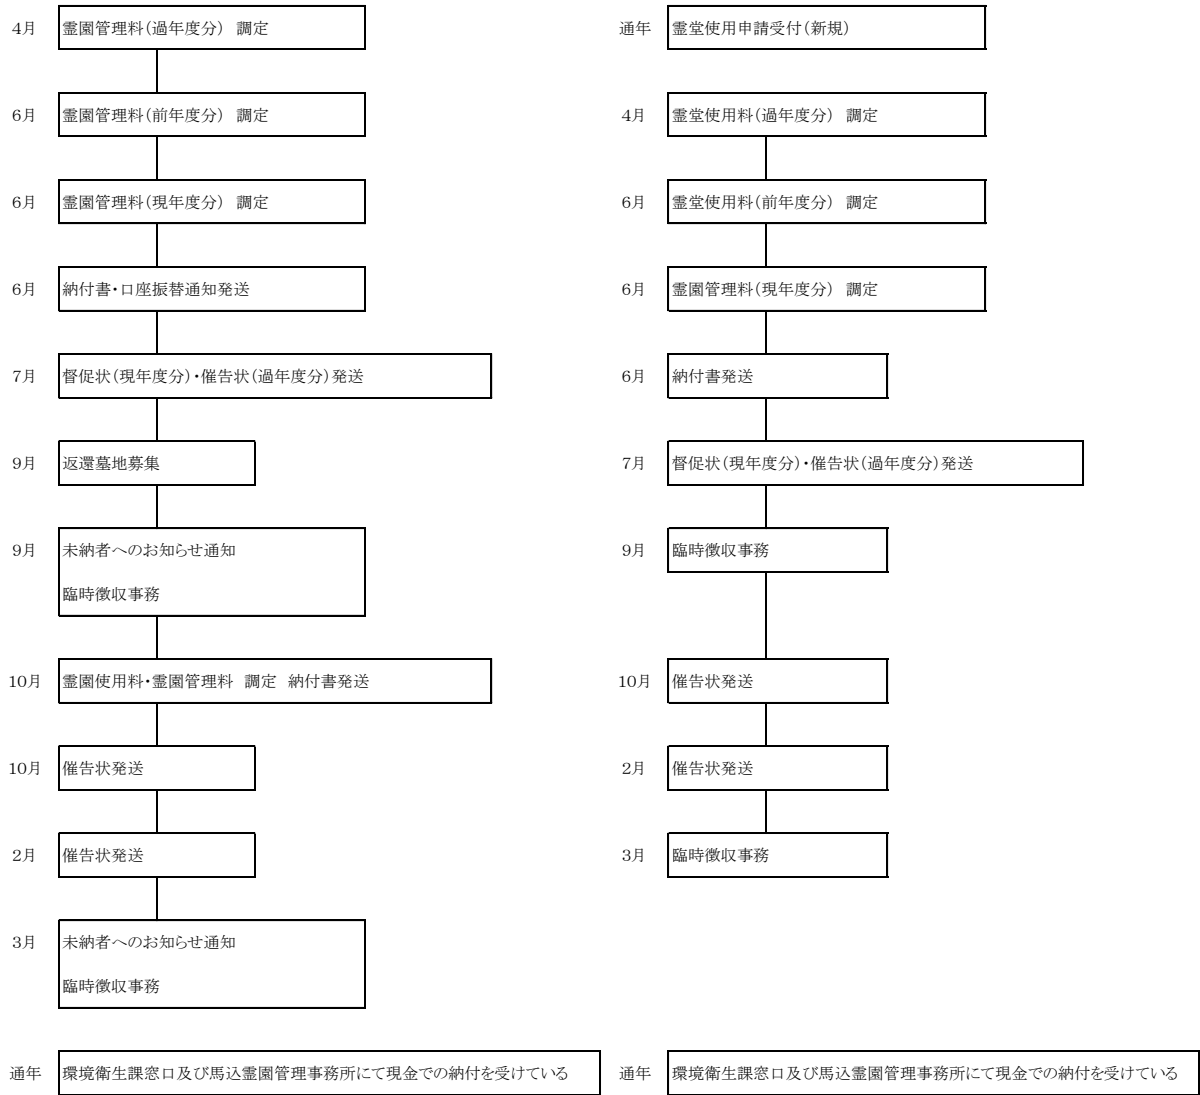 4月
霊園管理料(過年度分)　調定
6月
霊園管理料(前年度分)　調定
6月
霊園管理料(現年度分)　調定
6月
納付書・口座振替通知発送
7月
督促状(現年度分)・催告状(過年度分)発送
9月
返還墓地募集
9月
未納者へのお知らせ通知
臨時徴収事務
10月
霊園使用料・霊園管理料　調定　納付書発送
10月
催告状発送
2月
催告状発送
3月
未納者へのお知らせ通知
臨時徴収事務
通年
環境衛生課窓口及び馬込霊園管理事務所にて現金での納付を受けている
通年
霊堂使用申請受付(新規)
4月
霊堂使用料(過年度分)　調定
6月
霊堂使用料(前年度分)　調定
6月
霊園管理料(現年度分)　調定
6月
納付書発送
7月
督促状(現年度分)・催告状(過年度分)発送
9月
臨時徴収事務
10月
催告状発送
2月
催告状発送
3月
臨時徴収事務
通年
環境衛生課窓口及び馬込霊園管理事務所にて現金での納付を受けている